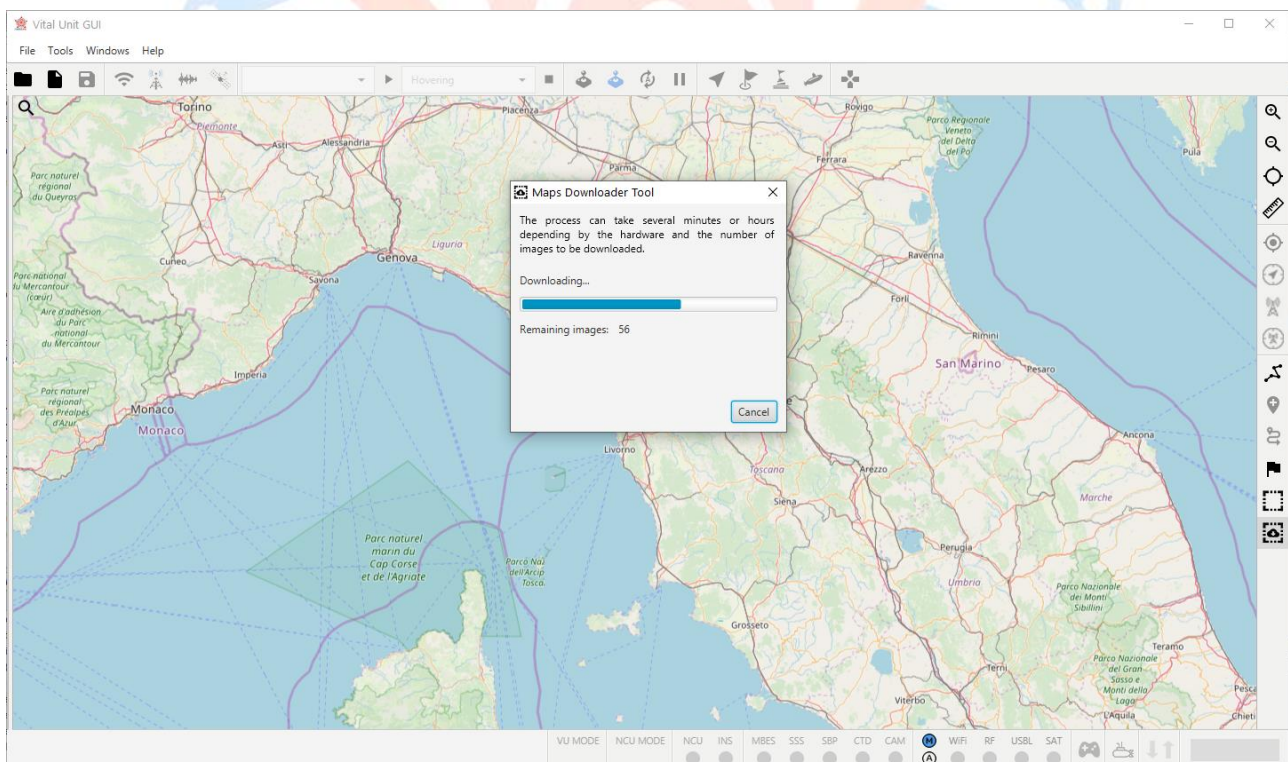 Vital Unit GUI
File Tools Windows Help
Hovering
Torino
Piemonte
Asti
Alessandria
Piacenza
Rovigo
Parco Regionale
Veneto
del Delta
del Po
Pula
Parma
Ferrara
Parc naturel
régional
du Queyras
Cuneo
Liguria
Genova
Savona
Ravenna
Forlì
Parc national
du Mercantour
(cœur)
Aire d'adhésion
du Parc
national
du Mercantour
Imperia
Rimini
San Marino
Pesaro
Parc naturel
régional
des Préalpes
d'Azur
Monaco
Monaco
Maps Downloader Tool
The process can take several minutes or hours
depending by the hardware and the number of
images to be downloaded.
Downloading...
Remaining images: 56
Cancel
Livorno
Ancona
Toscana
Arezzo
Siena
Marche
Parc naturel
marin du
Cap Corse
et de l'Agriate
Parco Naz
dell'Arcip
Tosca
Perugia
Umbria
Parco Nazionale
dei Monti
Sibillini
Grosseto
Teramo
Terni
Parco Nazionale
del Gran
Sasso e
Monti della
Laga
Viterbo
Pesca
L'Aquila
Chieti
VU MODE NCU MODE NCU INS MBES SSS SBP CTD CAM M WiFi RF USBL SAT
A